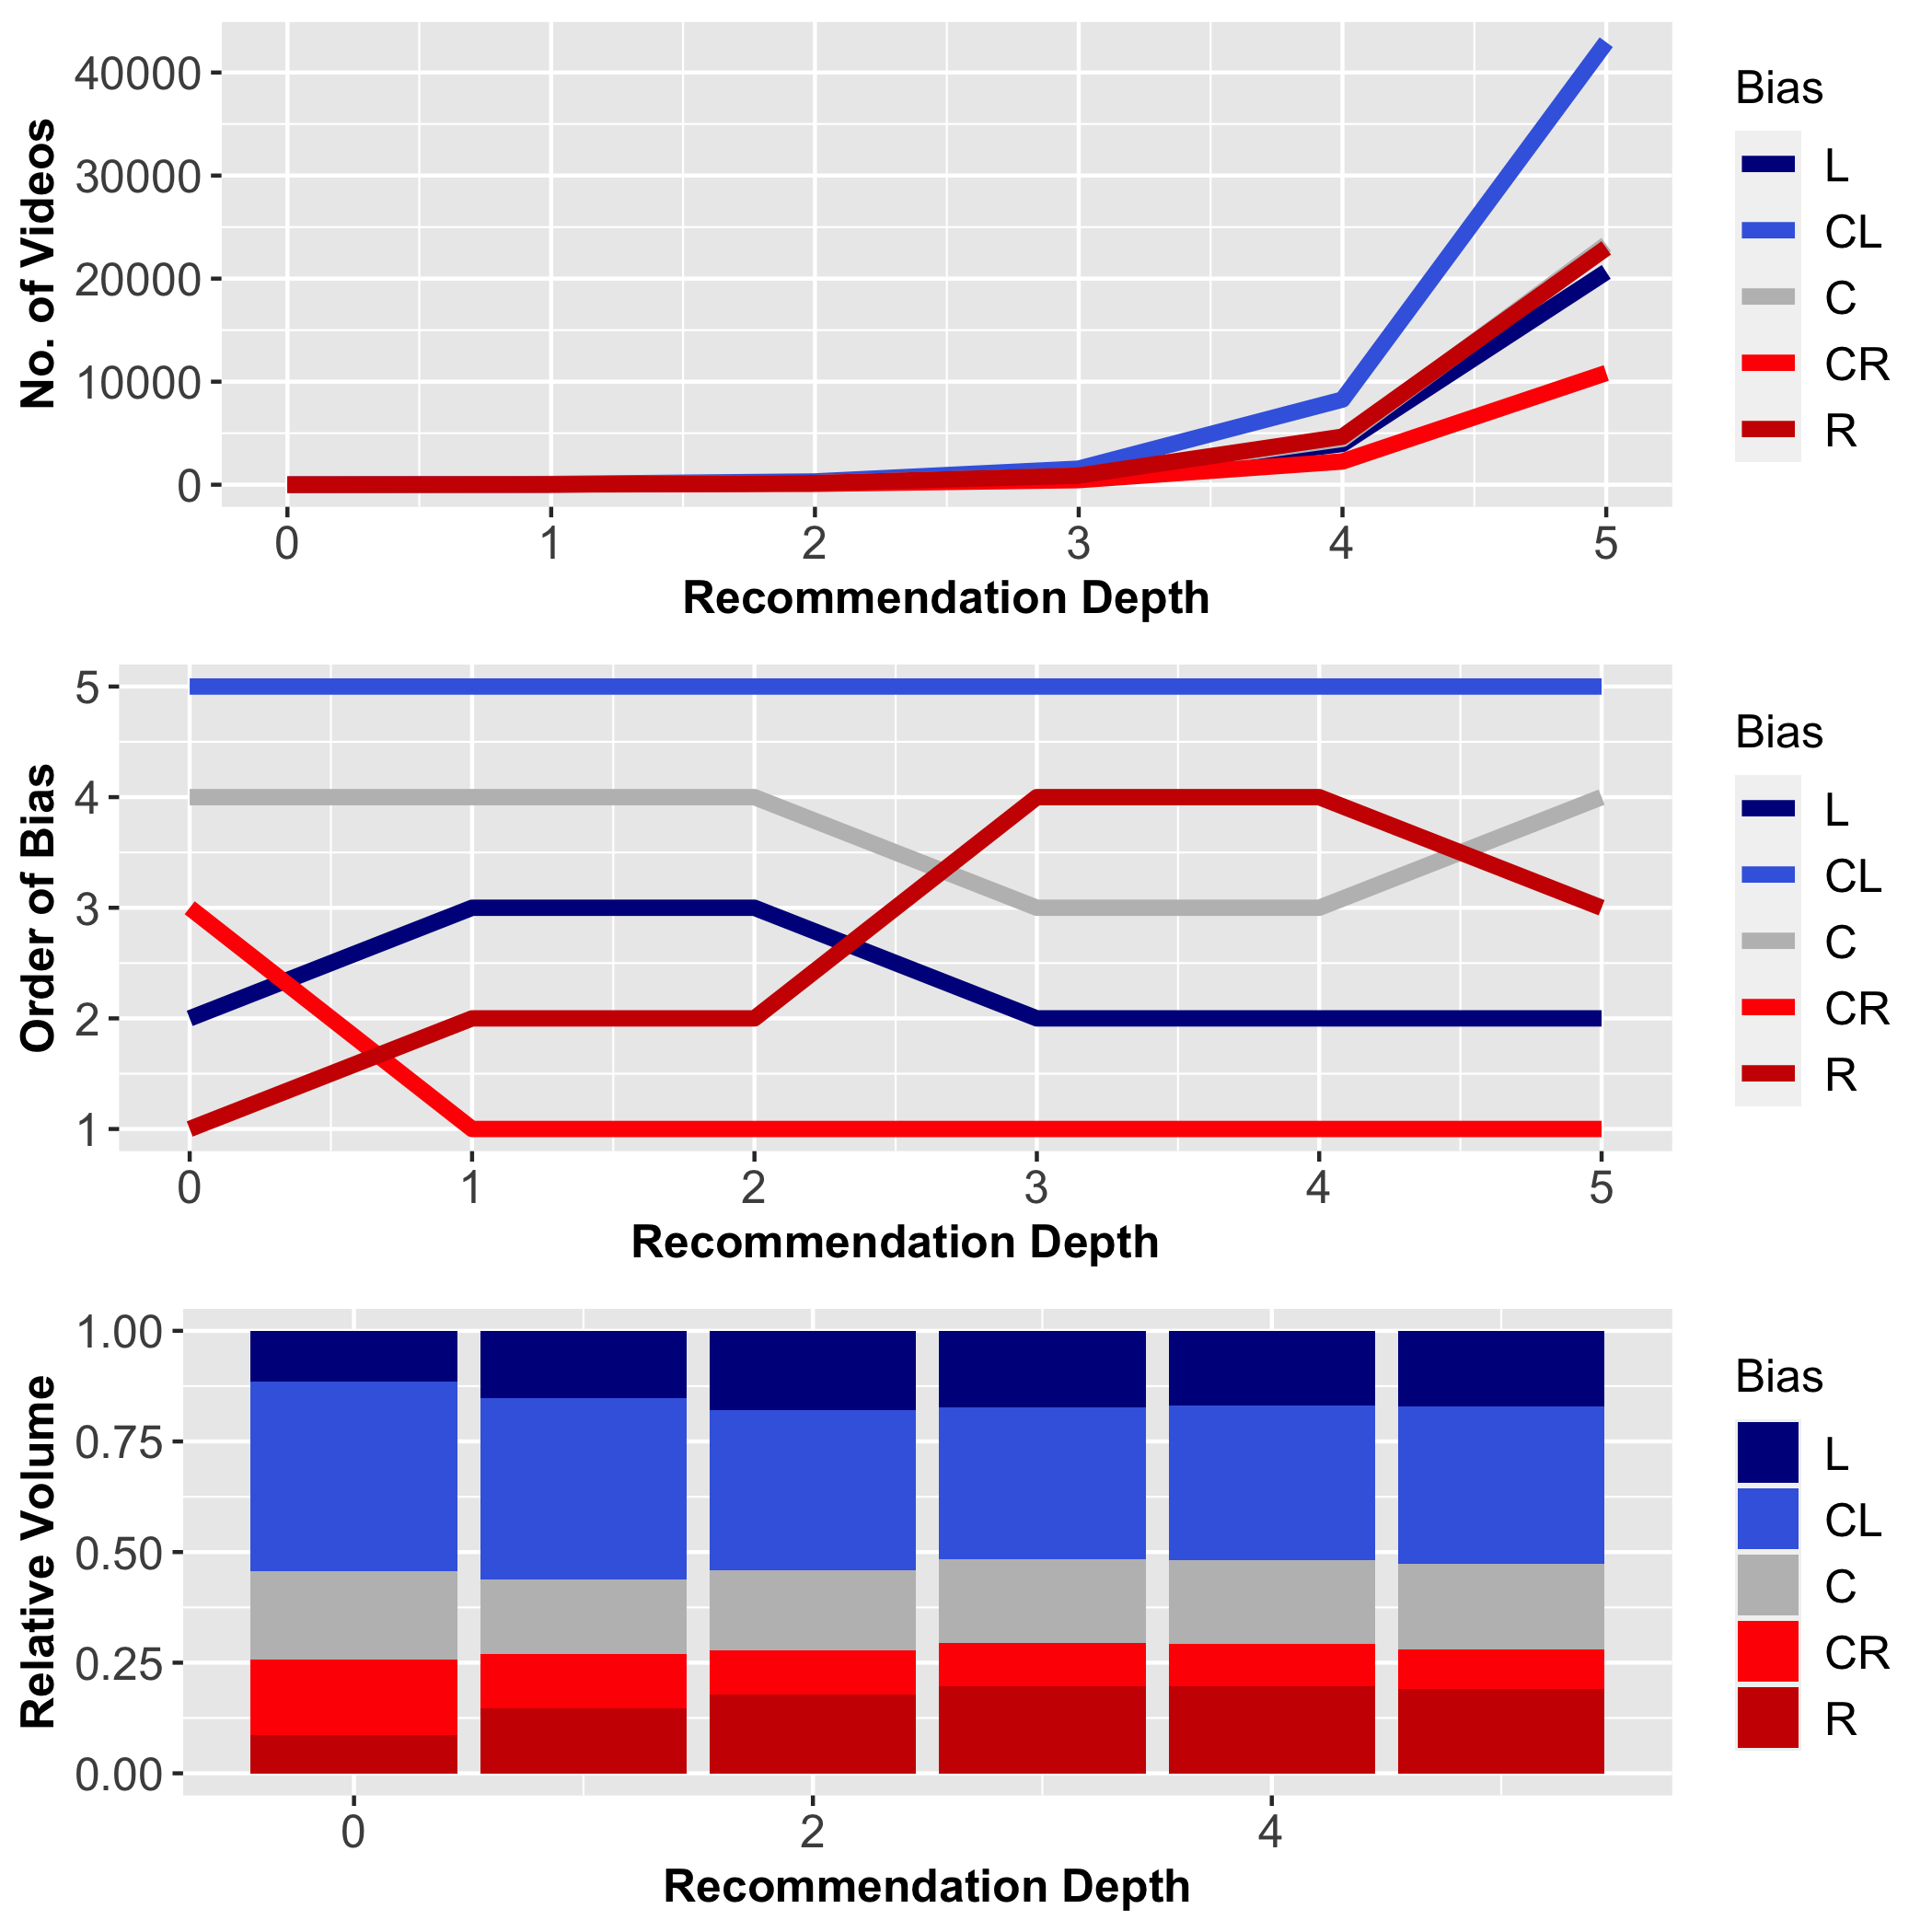 No. of Videos
40000
30000
20000
10000
0
0 1 2 3 4 5
Recommendation Depth
Bias
L
CL
C
CR
R
Order of Bias
5
4
3
2
1
0 1 2 3 4 5
Recommendation Depth
Bias
L
CL
C
CR
R
Relative Volume
1.00
0.75
0.50
0.25
0.00
0 2 4
Recommendation Depth
Bias
L
CL
C
CR
R